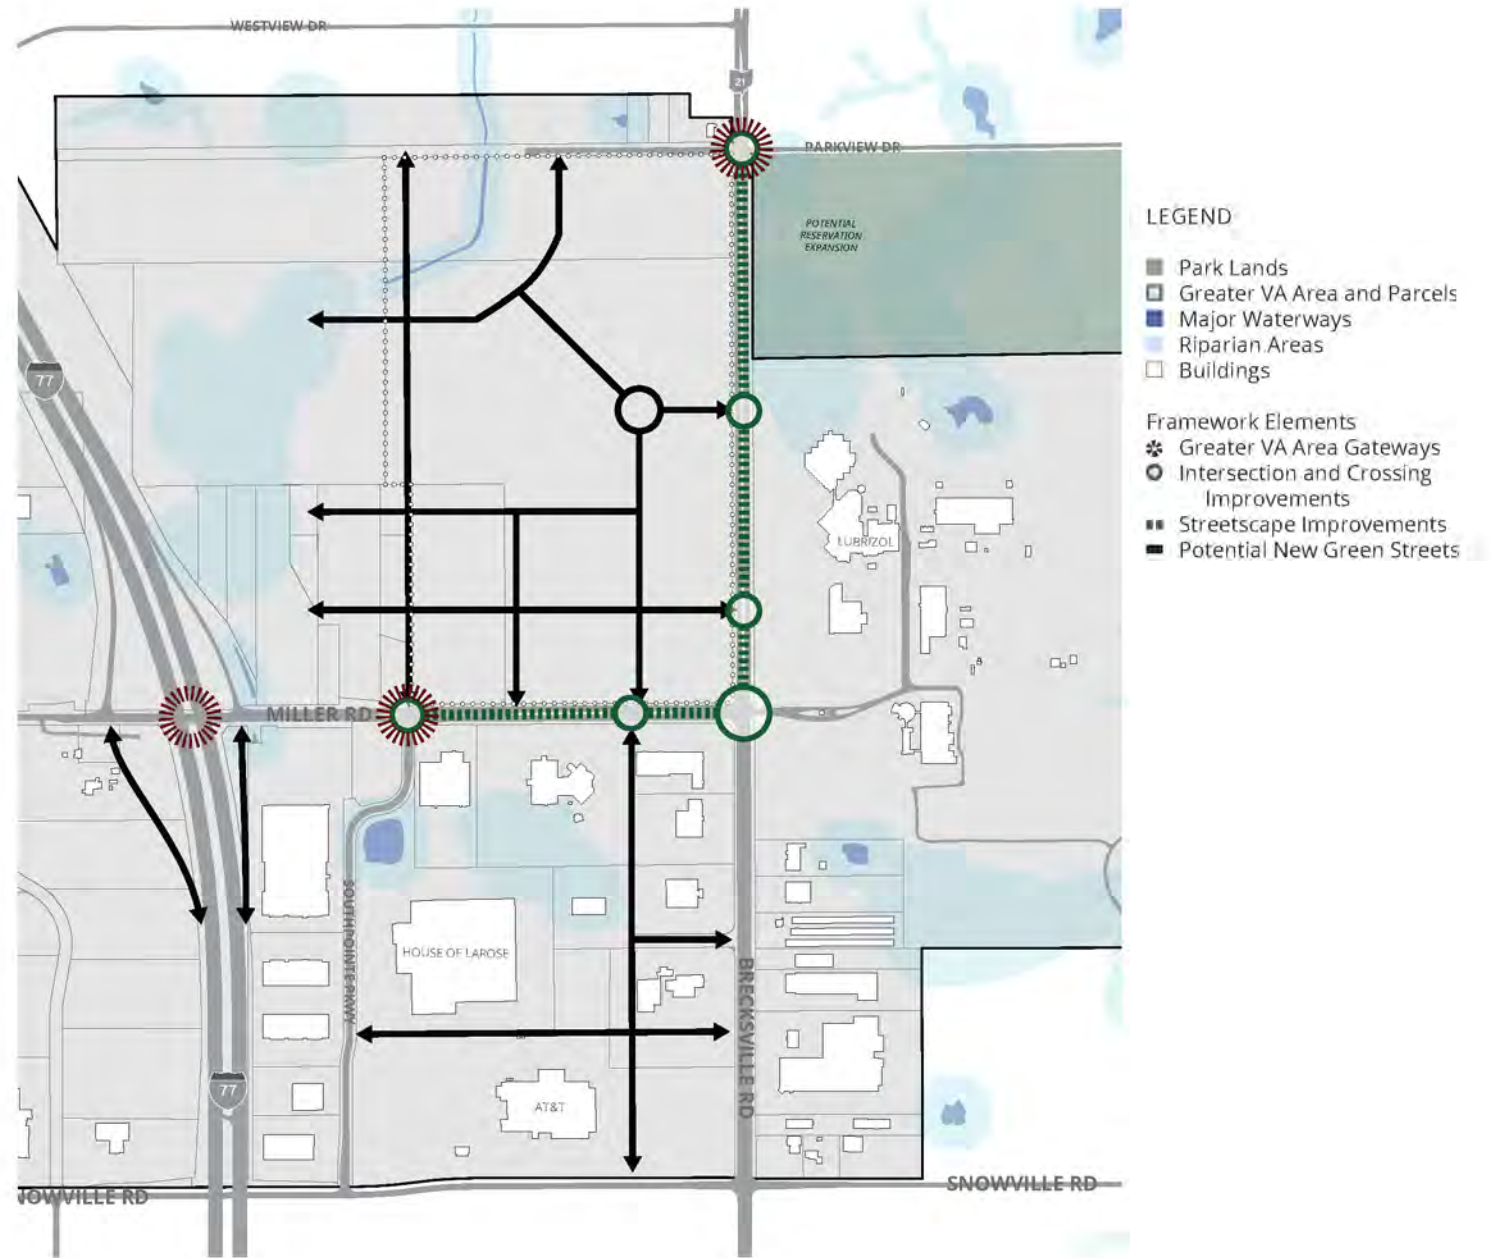 WESTVIEW DR
21
PARKVIEW DR
POTENTIAL
RESERVATION
EXPANSION
LEGEND
Park Lands
Greater VA Area and Parcels
Major Waterways
Riparian Areas
Buildings
Framework Elements
Greater VA Area Gateways
Intersection and Crossing
Improvements
Streetscape Improvements
Potential New Green Streets
77
LUBRIZOL
MILLER RD
SOUTHPOINTE PKWY
HOUSE OF LAROSE
BRECKSVILLE RD
77
AT&T
NOWVILLE RD
SNOWVILLE RD